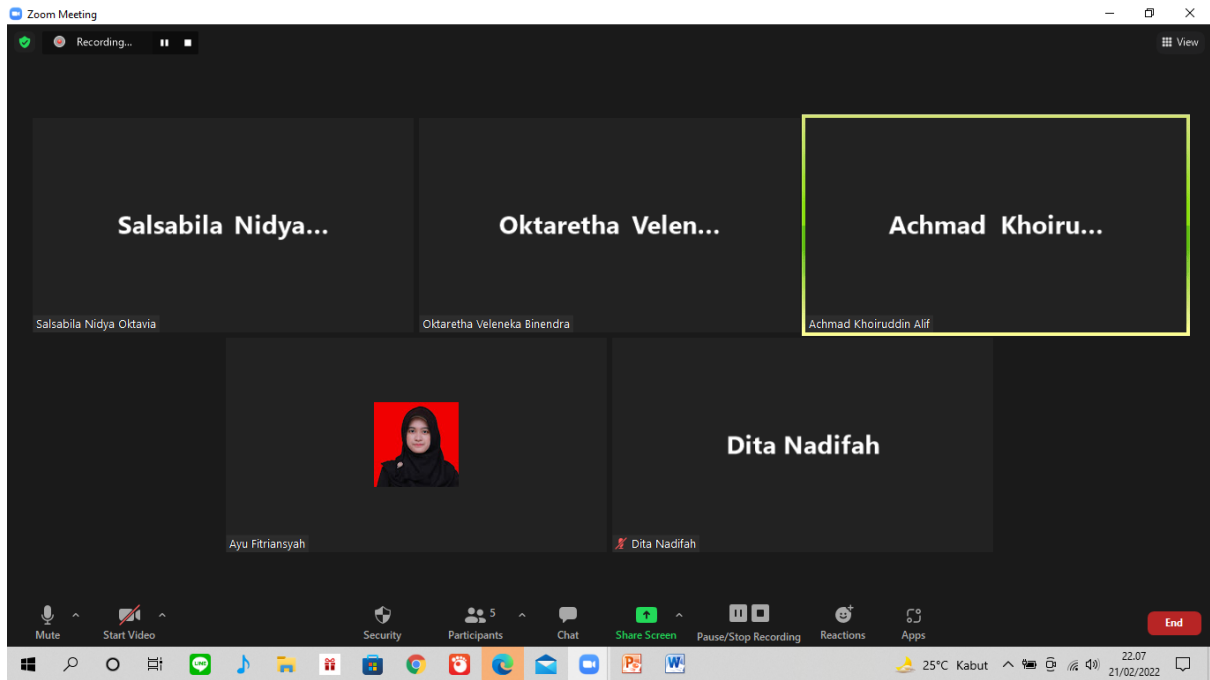 Zoom Meeting
Recording...
View
Salsabila Nidya...
Salsabila Nidya Oktavia
Oktaretha Velen...
Oktaretha Veleneka Binendra
Achmad Khoiru...
Achmad Khoiruddin Alif
Ayu Fitriansyah
Dita Nadifah
Dita Nadifah
Mute
Start Video
Security
5
Participants
Chat
Share Screen
Pause/Stop Recording
Reactions
Apps
End
LINE
25°C Kabut
22.07
21/02/2022